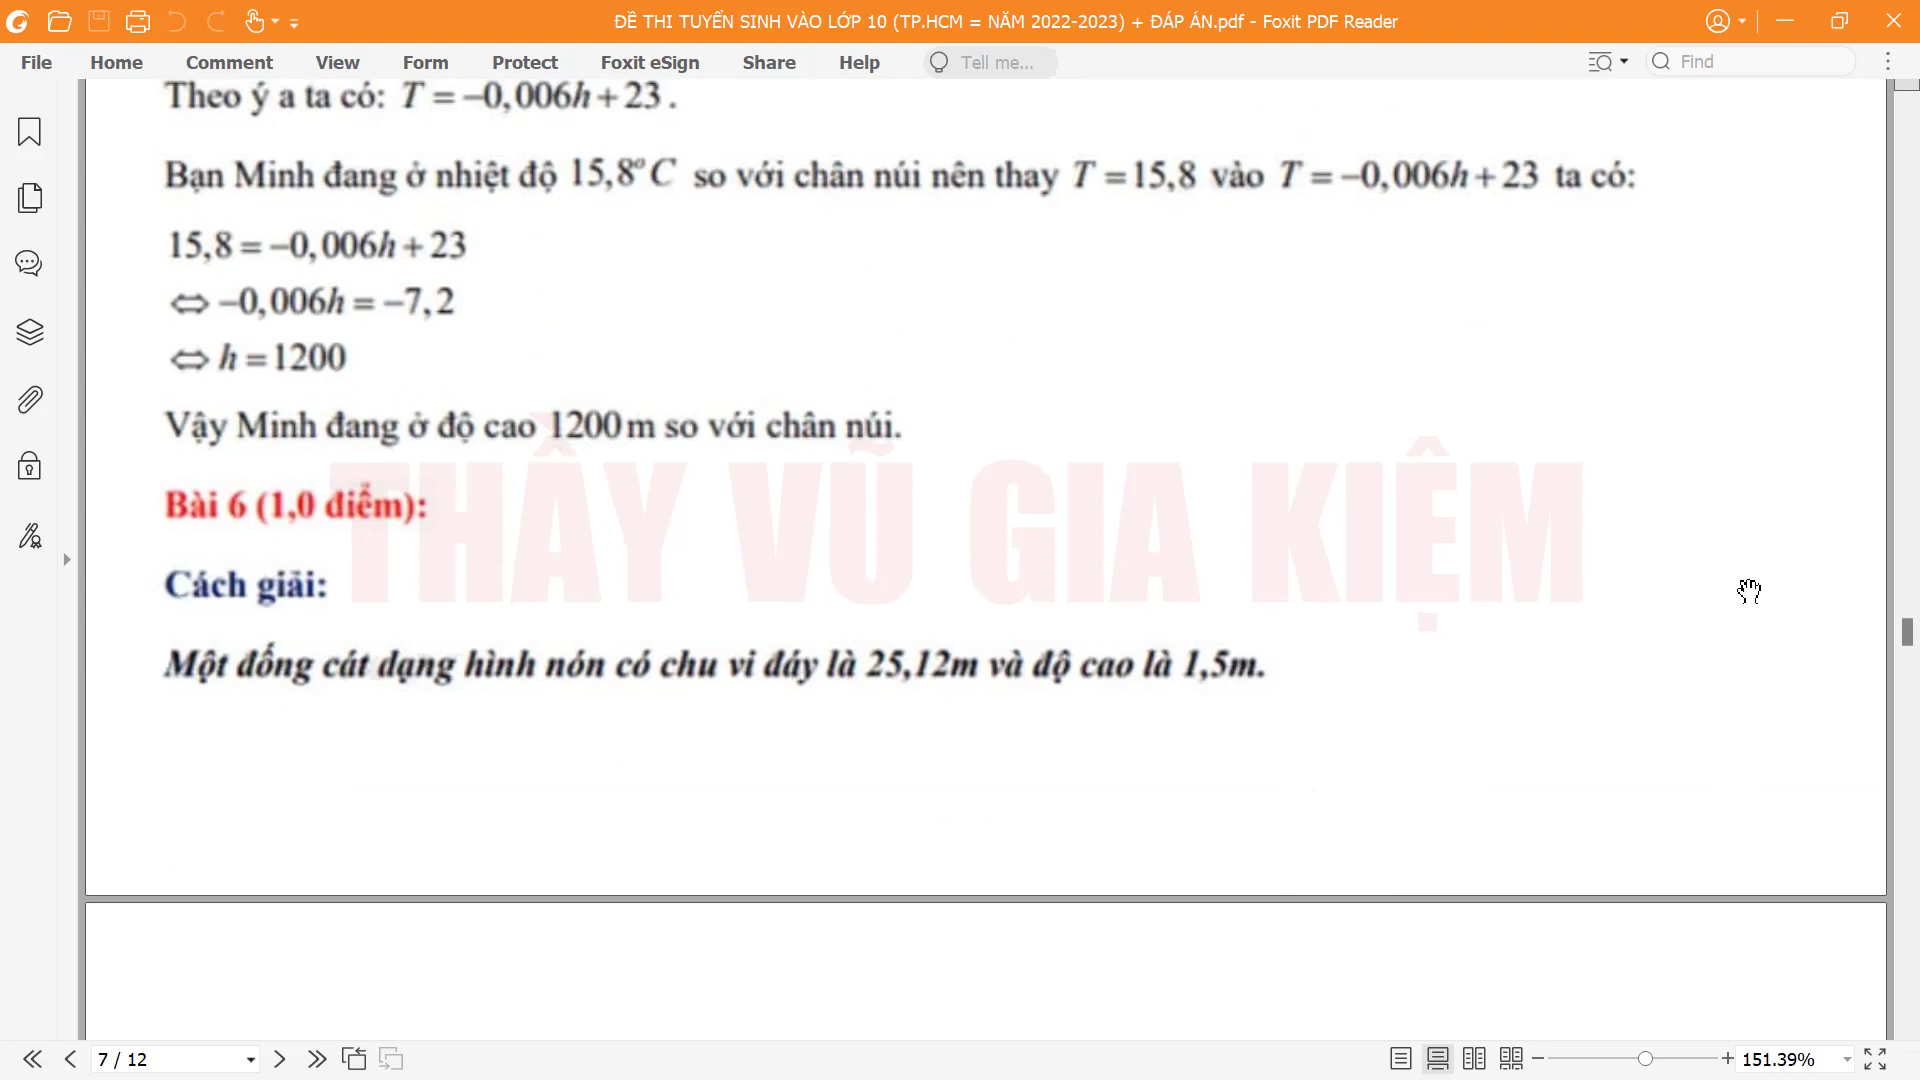 ĐỀ THI TUYỂN SINH VÀO LỚP 10 (TP.HCM = NĂM 2022-2023) + ĐÁP ÁN.pdf - Foxit PDF Reader
File Home Comment View Form Protect Foxit eSign Share Help Tell me... Find
Theo ý a ta có: T = −0,006h + 23.
Bạn Minh đang ở nhiệt độ 15,8°C so với chân núi nên thay T = 15,8 vào T = −0,006h + 23 ta có:
15,8 = −0,006h + 23
⇔ −0,006h = −7,2
⇔ h = 1200
Vậy Minh đang ở độ cao 1200m so với chân núi.
THẦY VŨ GIA KIỆM
Bài 6 (1,0 điểm):
Cách giải:
Một đống cát dạng hình nón có chu vi đáy là 25,12m và độ cao là 1,5m.
7 / 12
151.39%